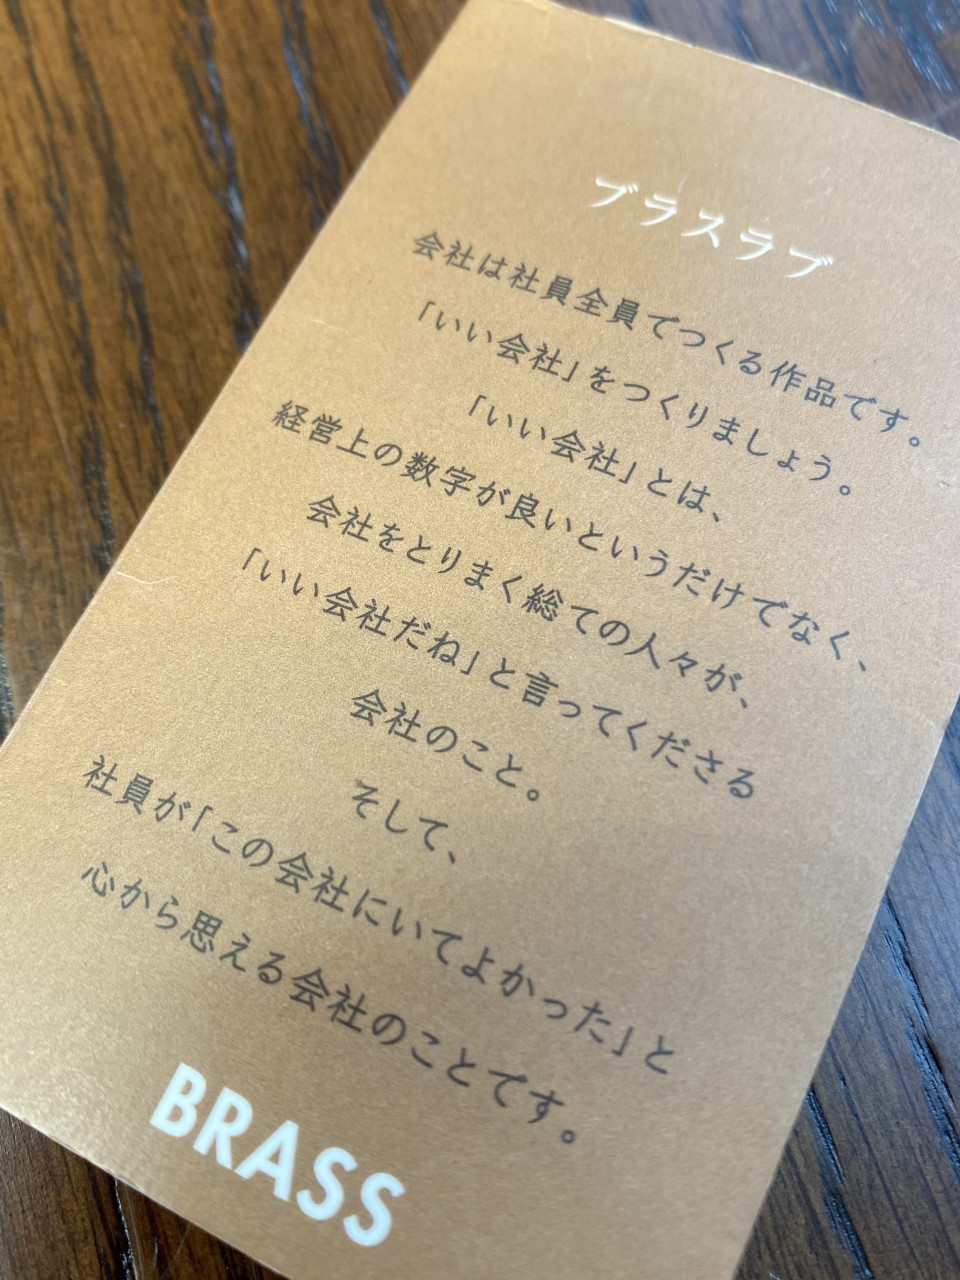 ブラスラブ
会社は社員全員でつくる作品です。
「いい会社」をつくりましょう。
「いい会社」とは、
経営上の数字が良いというだけでなく、
会社をとりまく総ての人々が、
「いい会社だね」と言ってくださる
会社のこと。
そして、
社員が「この会社にいてよかった」と
心から思える会社のことです。
BRASS